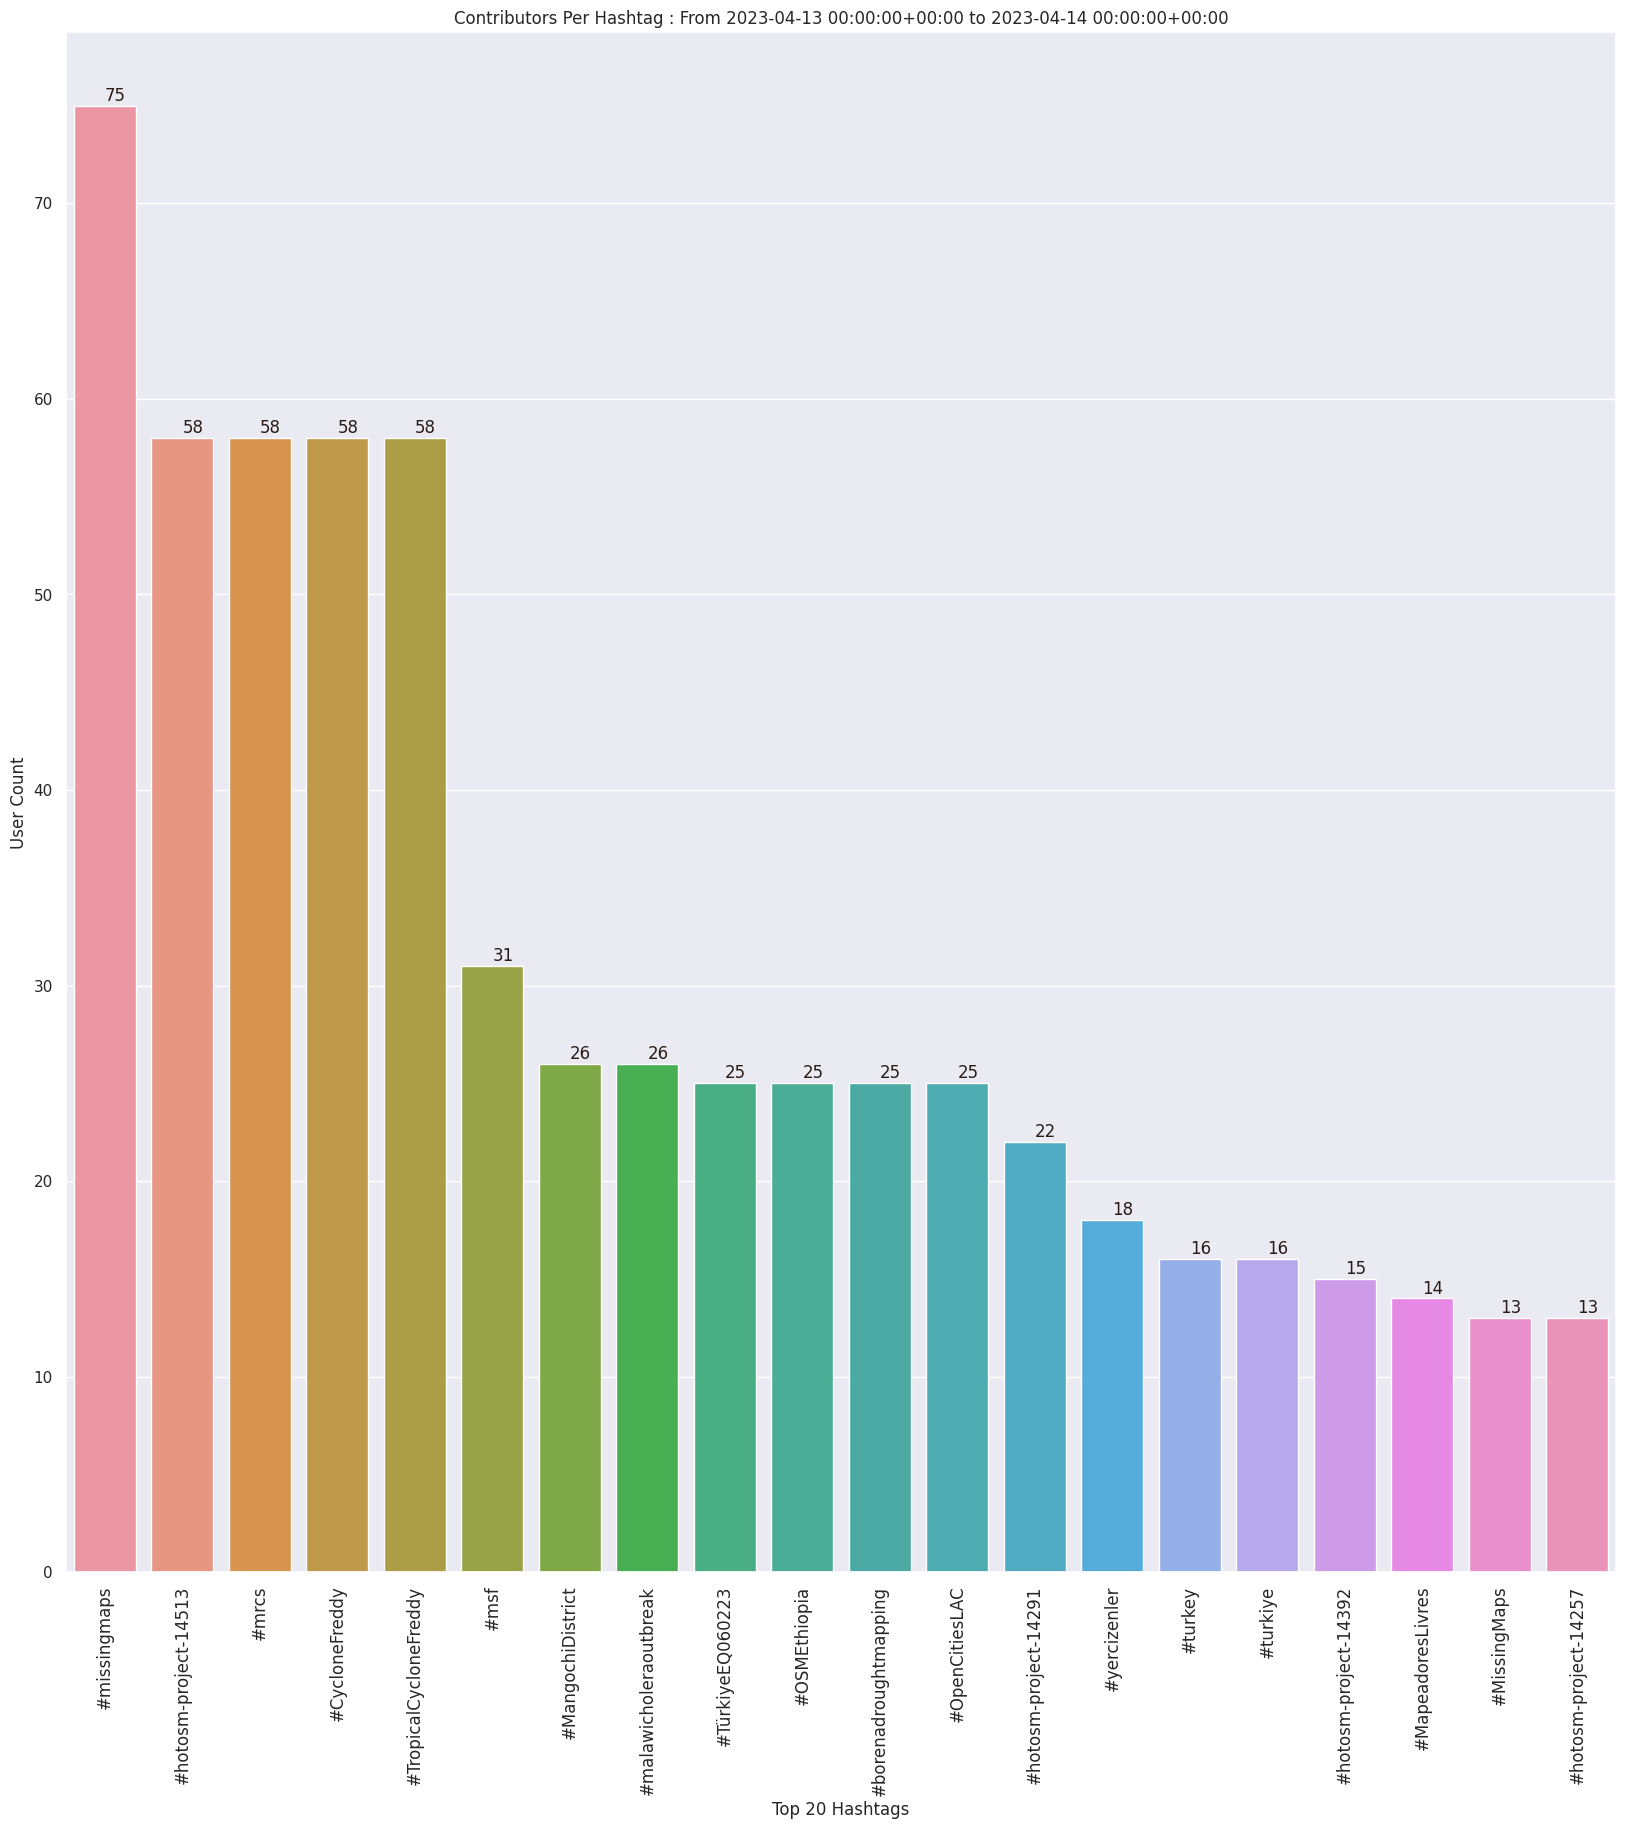 Contributors Per Hashtag : From 2023-04-13 00:00:00+00:00 to 2023-04-14 00:00:00+00:00
75
70
60
58
58
58
58
50
40
User Count
31
30
26
26
25
25
25
25
22
20
18
16
16
15
14
13
13
10
0
#missingmaps
#hotosm-project-14513
#mrcs
#CycloneFreddy
#TropicalCycloneFreddy
#msf
#MangochiDistrict
#malawicholeraoutbreak
#TürkiyeEQ060223
#OSMEthiopia
#borenadroughtmapping
#OpenCitiesLAC
#hotosm-project-14291
#yercizenler
#turkey
#turkiye
#hotosm-project-14392
#MapeadoresLivres
#MissingMaps
#hotosm-project-14257
Top 20 Hashtags